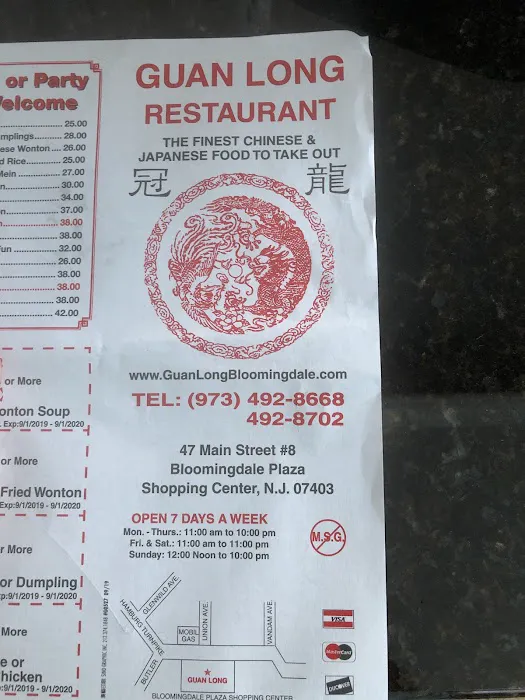 or Party
Welcome
25.00
mplings 28.00
ese Wonton 26.00
d Rice 25.00
Mein 27.00
n 30.00
34.00
n 37.00
38.00
38.00
un 32.00
26.00
38.00
38.00
38.00
42.00
or More
onton Soup
Exp:9/1/2019 - 9/1/2020
or More
Fried Wonton
Exp:9/1/2019 - 9/1/2020
r More
or Dumpling
xp:9/1/2019 - 9/1/2020
More
e or
hicken
9/1/2019 - 9/1/2020
GUAN LONG
RESTAURANT
THE FINEST CHINESE &
JAPANESE FOOD TO TAKE OUT
冠 龍
www.GuanLongBloomingdale.com
TEL: (973) 492-8668
492-8702
47 Main Street #8
Bloomingdale Plaza
Shopping Center, N.J. 07403
OPEN 7 DAYS A WEEK
Mon. - Thurs.: 11:00 am to 10:00 pm
Fri. & Sat.: 11:00 am to 11:00 pm
Sunday: 12:00 Noon to 10:00 pm
M.S.G.
GLENWILD AVE.
HAMBURG TURNPIKE
MOBIL
GAS
UNION AVE.
VANDAM AVE.
BUTLER
GUAN LONG
BLOOMINGDALE PLAZA SHOPPING CENTER
VISA
MasterCard
DISCOVER